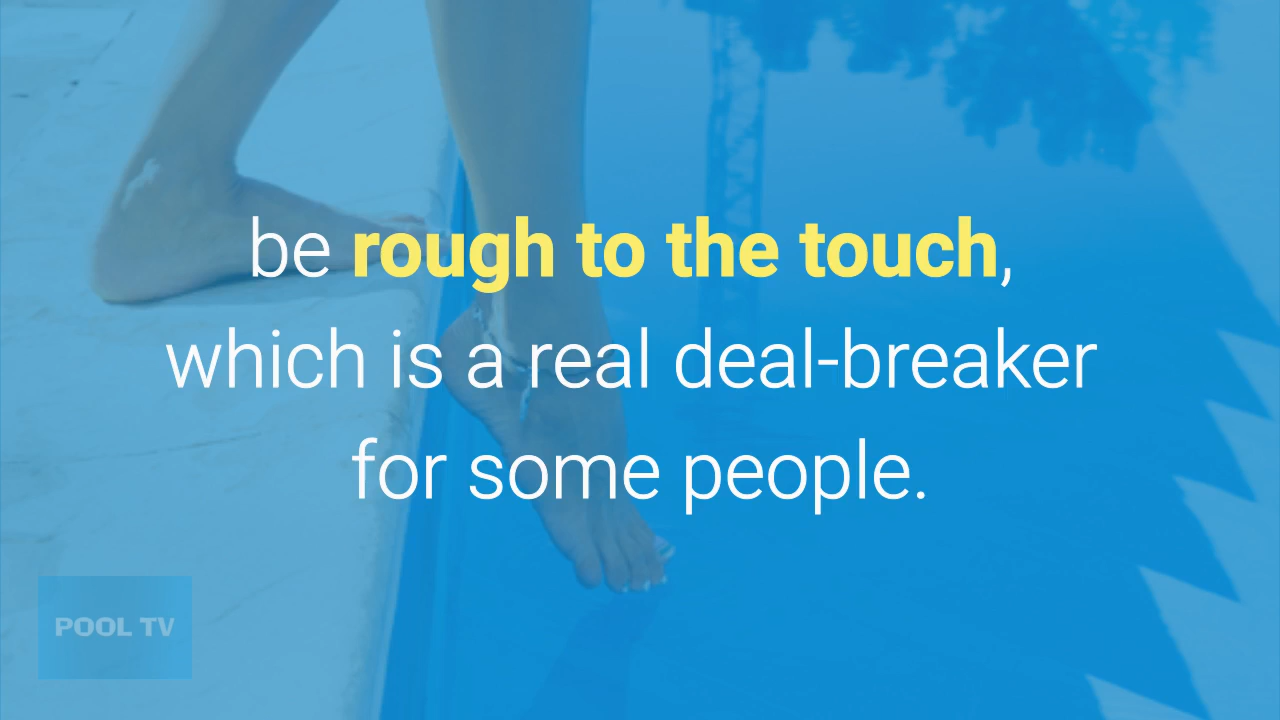 be rough to the touch,
which is a real deal-breaker
for some people.
POOL TV